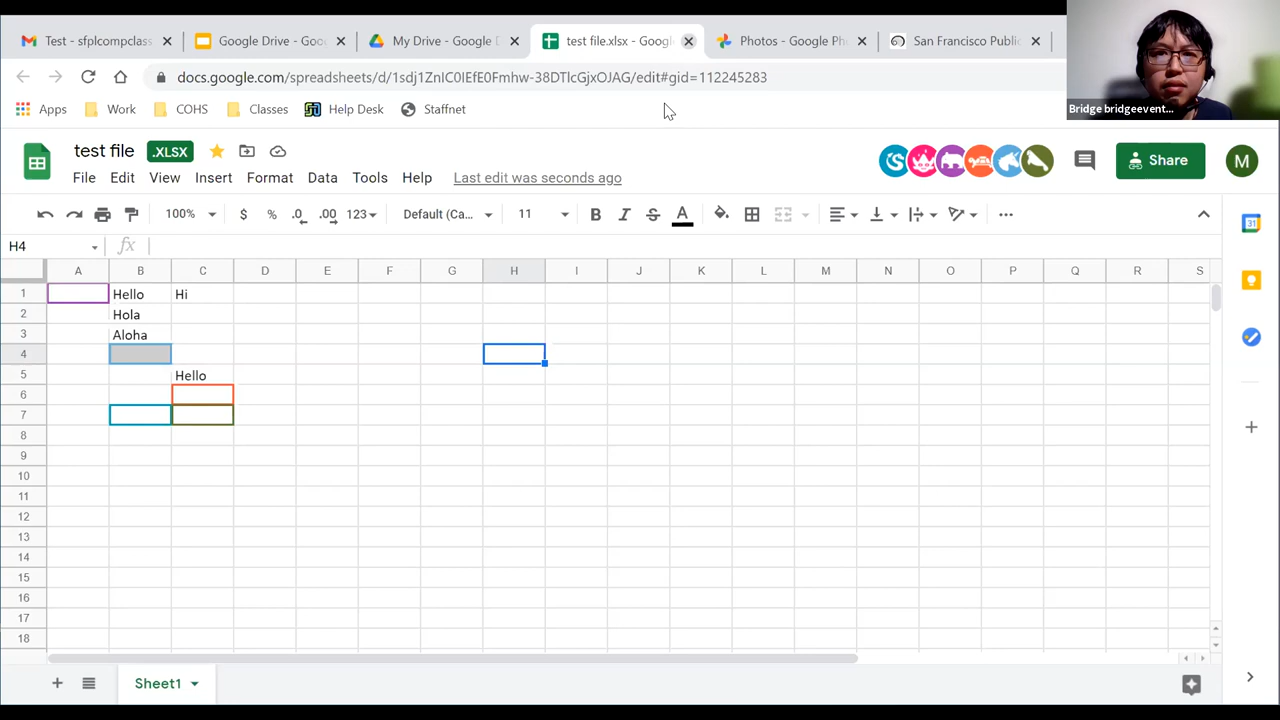 Test - sfplcompclass
Google Drive - Goo
My Drive - G
test file.xlsx - Goog
Photos - Google Ph
San Francisco Publi
docs.google.com/spreadsheets/d/1sdj1ZnIC0IEfE0Fmhw-38DTIcGjxOJAG/edit#gid=112245283
Bridge bridgeevent...
Apps
Work
COHS
Classes
Help Desk
Staffnet
test file
.XLSX
Share
M
File Edit View Insert Format Data Tools Help Last edit was seconds ago
100% $ % .0 .00 123 Default (Ca... 11 B I S A
H4 fx
A B C D E F G H I J K L M N O P Q R S
1 Hello Hi
2 Hola
3 Aloha
4
5 Hello
6
7
8
9
10
11
12
13
14
15
16
17
18
Sheet1
31